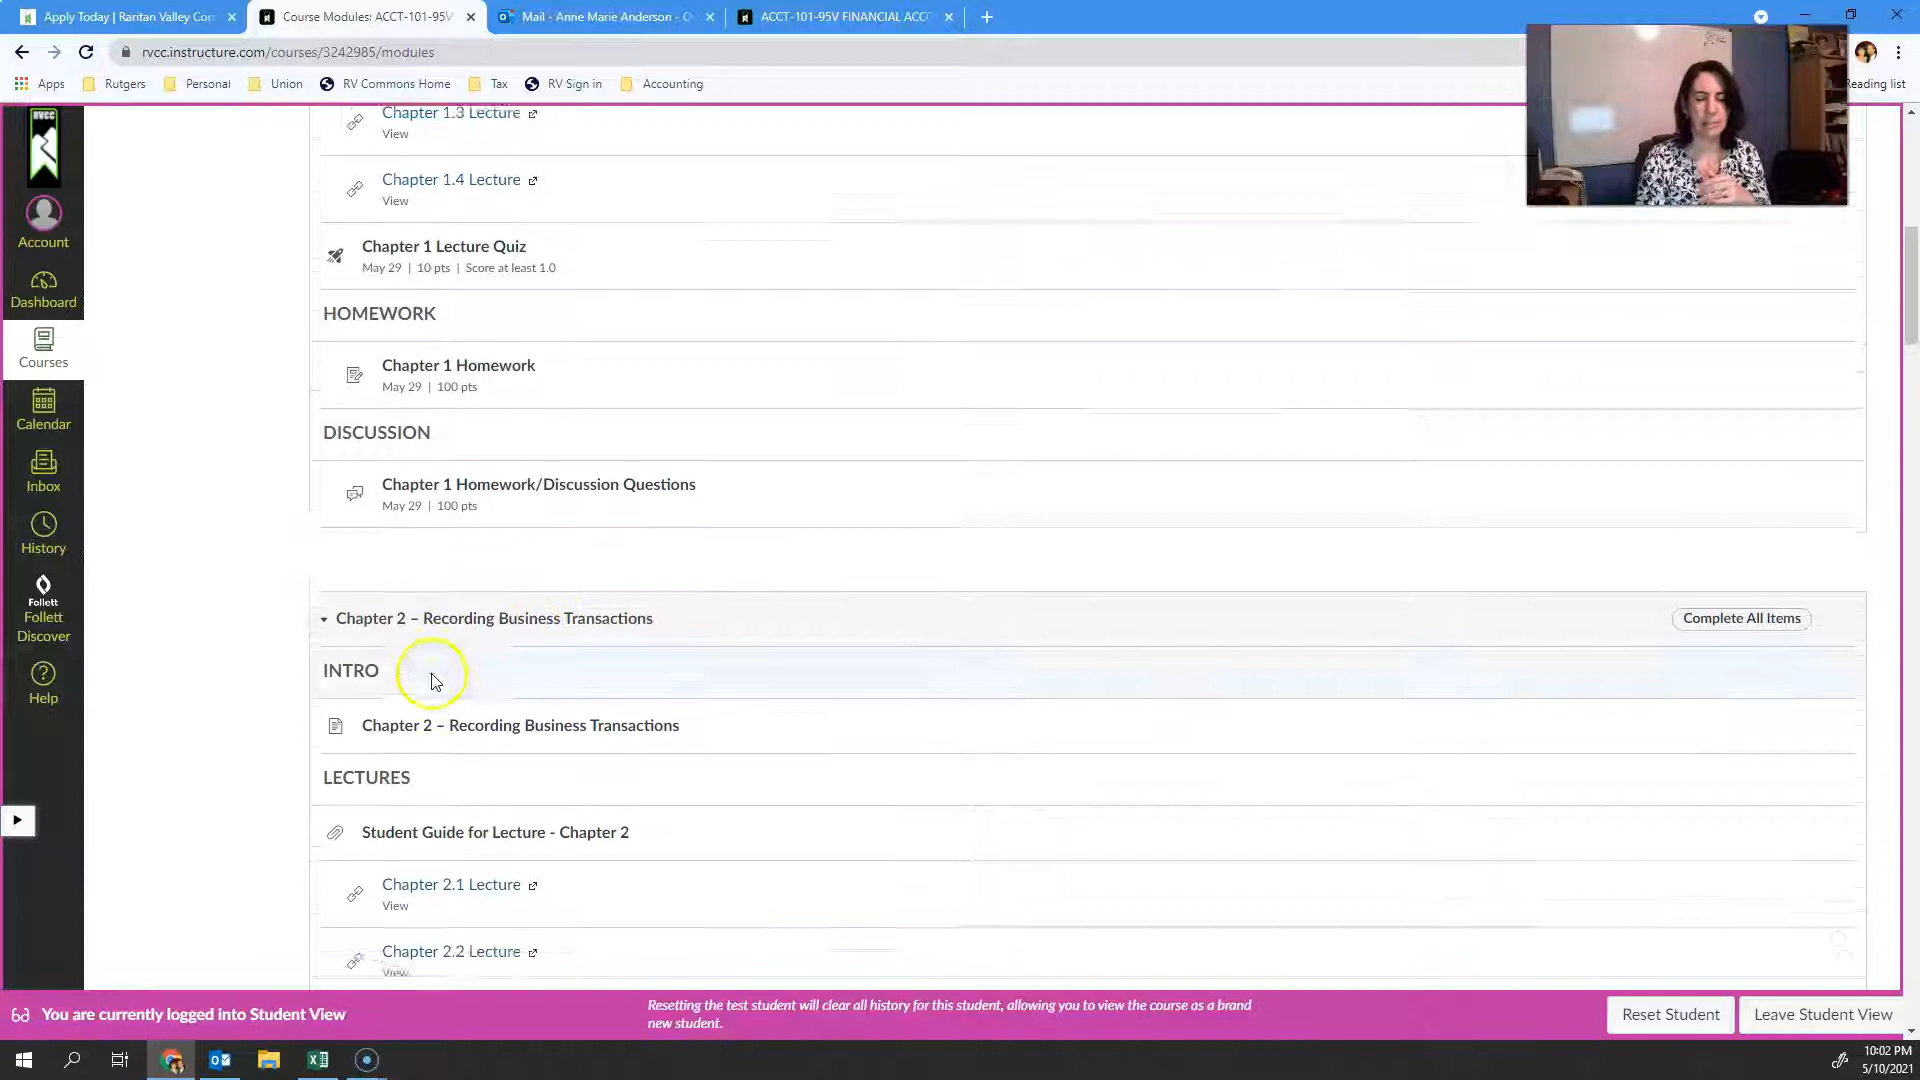 Apply Today | Raritan Valley Com
Course Modules: ACCT-101-95V
Mail - Anne Marie Anderson - O
ACCT-101-95V FINANCIAL ACC
rvcc.instructure.com/courses/3242985/modules
Apps
Rutgers
Personal
Union
RV Commons Home
Tax
RV Sign in
Accounting
Reading list
RVCC
Account
Dashboard
Courses
Calendar
Inbox
History
Follett
Follett
Discover
Help
Chapter 1.3 Lecture
View
Chapter 1.4 Lecture
View
Chapter 1 Lecture Quiz
May 29 | 10 pts | Score at least 1.0
HOMEWORK
Chapter 1 Homework
May 29 | 100 pts
DISCUSSION
Chapter 1 Homework/Discussion Questions
May 29 | 100 pts
Chapter 2 – Recording Business Transactions
Complete All Items
INTRO
Chapter 2 – Recording Business Transactions
LECTURES
Student Guide for Lecture - Chapter 2
Chapter 2.1 Lecture
View
Chapter 2.2 Lecture
View
You are currently logged into Student View
Resetting the test student will clear all history for this student, allowing you to view the course as a brand
new student.
Reset Student
Leave Student View
10:02 PM
5/10/2021